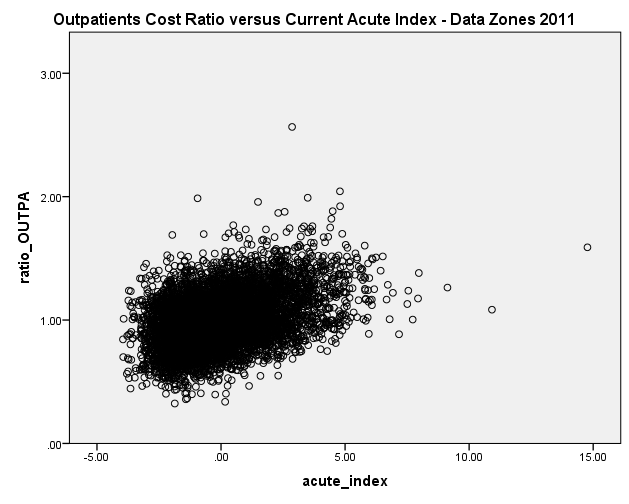 Outpatients Cost Ratio versus Current Acute Index - Data Zones 2011
3.00
2.00
ratio_OUTPA
1.00
.00
-5.00 .00 5.00 10.00 15.00
acute_index